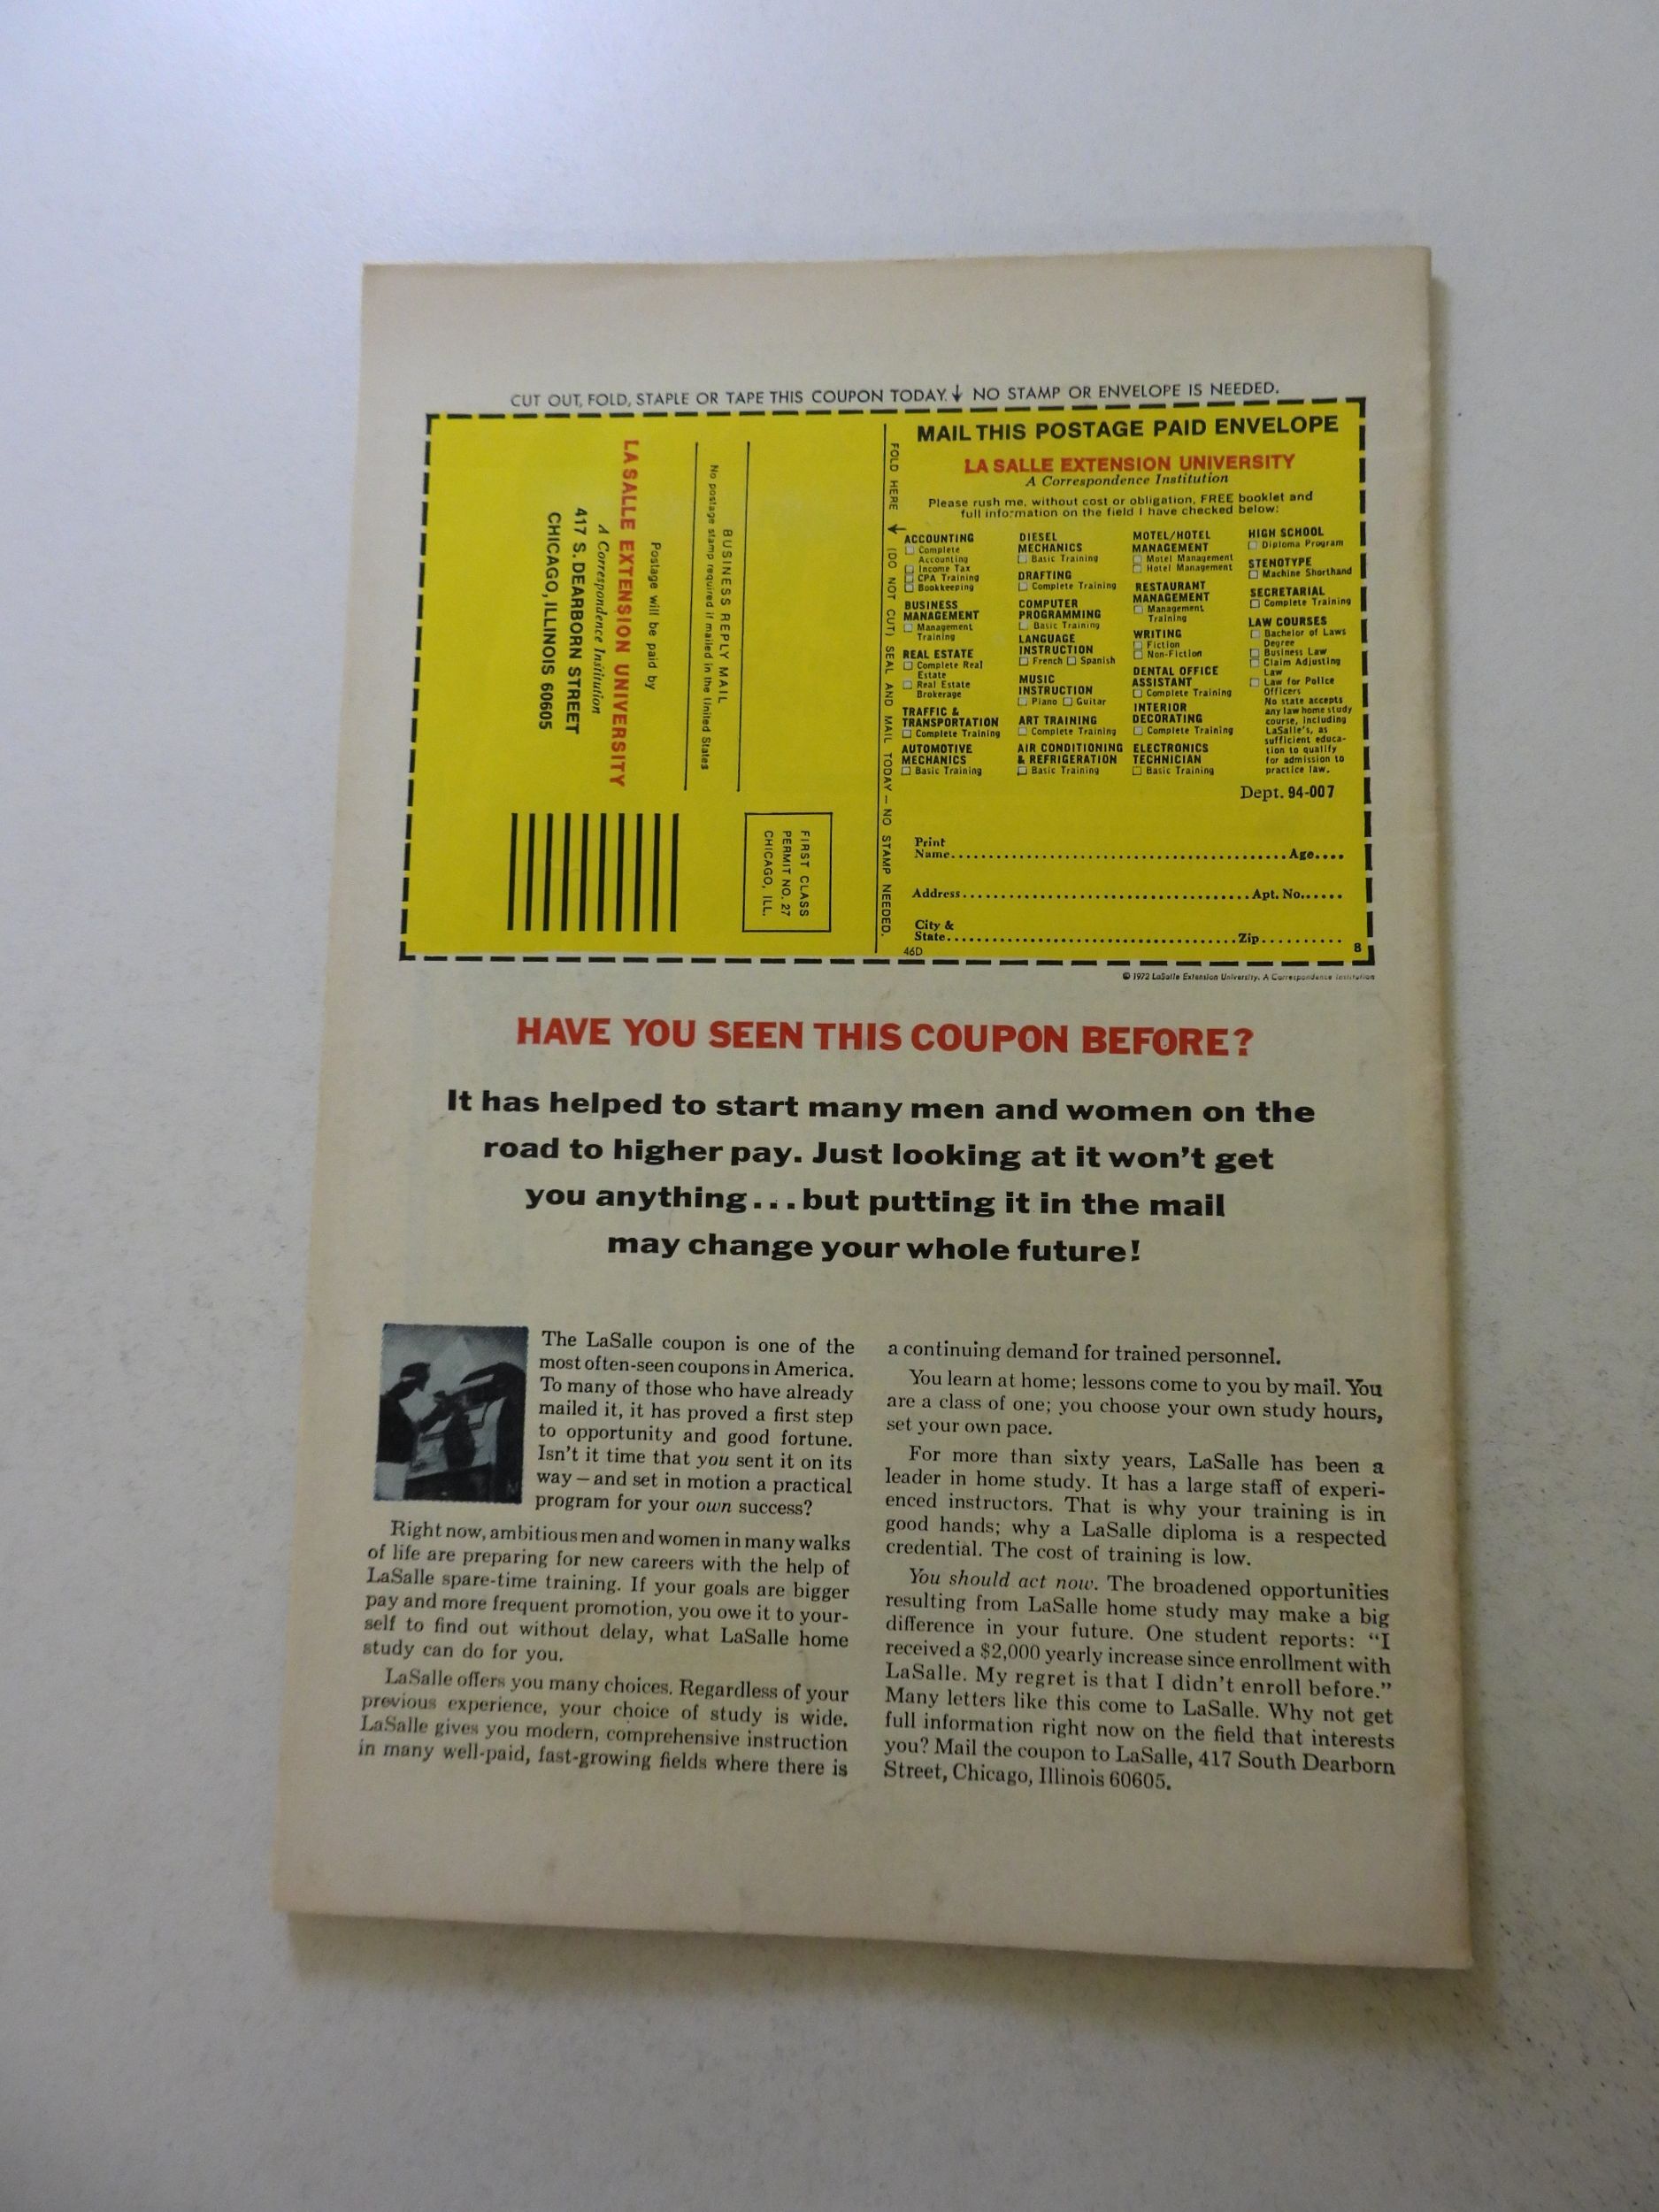 CUT OUT, FOLD, STAPLE OR TAPE THIS COUPON TODAY. ↓ NO STAMP OR ENVELOPE IS NEEDED.
BUSINESS REPLY MAIL
No postage stamp required if mailed in the United States
Postage will be paid by
LA SALLE EXTENSION UNIVERSITY
A Correspondence Institution
417 S. DEARBORN STREET
CHICAGO, ILLINOIS 60605
FIRST CLASS
PERMIT NO. 27
CHICAGO, ILL.
FOLD HERE ← (DO NOT CUT) SEAL AND MAIL TODAY — NO STAMP NEEDED.
MAIL THIS POSTAGE PAID ENVELOPE
LA SALLE EXTENSION UNIVERSITY
A Correspondence Institution
Please rush me, without cost or obligation, FREE booklet and
full information on the field I have checked below:
ACCOUNTING
☐ Complete
Accounting
☐ Income Tax
☐ CPA Training
☐ Bookkeeping
BUSINESS
MANAGEMENT
☐ Management
Training
REAL ESTATE
☐ Complete Real
Estate
☐ Real Estate
Brokerage
TRAFFIC &
TRANSPORTATION
☐ Complete Training
AUTOMOTIVE
MECHANICS
☐ Basic Training
DIESEL
MECHANICS
☐ Basic Training
DRAFTING
☐ Complete Training
COMPUTER
PROGRAMMING
☐ Basic Training
LANGUAGE
INSTRUCTION
☐ French ☐ Spanish
MUSIC
INSTRUCTION
☐ Piano ☐ Guitar
ART TRAINING
☐ Complete Training
AIR CONDITIONING
& REFRIGERATION
☐ Basic Training
MOTEL/HOTEL
MANAGEMENT
☐ Motel Management
☐ Hotel Management
RESTAURANT
MANAGEMENT
☐ Management
Training
WRITING
☐ Fiction
☐ Non-Fiction
DENTAL OFFICE
ASSISTANT
☐ Complete Training
INTERIOR
DECORATING
☐ Complete Training
ELECTRONICS
TECHNICIAN
☐ Basic Training
HIGH SCHOOL
☐ Diploma Program
STENOTYPE
☐ Machine Shorthand
SECRETARIAL
☐ Complete Training
LAW COURSES
☐ Bachelor of Laws
Degree
☐ Business Law
☐ Claim Adjusting
Law
☐ Law for Police
Officers
No state accepts
any law home study
course, including
LaSalle's, as
sufficient educa-
tion to qualify
for admission to
practice law.
Dept. 94-007
Print
Name........................................Age....
Address........................................Apt. No......
City &
State........................................Zip..........
46D 8
© 1972 LaSalle Extension University. A Correspondence Institution
HAVE YOU SEEN THIS COUPON BEFORE?
It has helped to start many men and women on the
road to higher pay. Just looking at it won't get
you anything...but putting it in the mail
may change your whole future!
The LaSalle coupon is one of the
most often-seen coupons in America.
To many of those who have already
mailed it, it has proved a first step
to opportunity and good fortune.
Isn't it time that you sent it on its
way—and set in motion a practical
program for your own success?
Right now, ambitious men and women in many walks
of life are preparing for new careers with the help of
LaSalle spare-time training. If your goals are bigger
pay and more frequent promotion, you owe it to your-
self to find out without delay, what LaSalle home
study can do for you.
LaSalle offers you many choices. Regardless of your
previous experience, your choice of study is wide.
LaSalle gives you modern, comprehensive instruction
in many well-paid, fast-growing fields where there is
a continuing demand for trained personnel.
You learn at home; lessons come to you by mail. You
are a class of one; you choose your own study hours,
set your own pace.
For more than sixty years, LaSalle has been a
leader in home study. It has a large staff of experi-
enced instructors. That is why your training is in
good hands; why a LaSalle diploma is a respected
credential. The cost of training is low.
You should act now. The broadened opportunities
resulting from LaSalle home study may make a big
difference in your future. One student reports: "I
received a $2,000 yearly increase since enrollment with
LaSalle. My regret is that I didn't enroll before."
Many letters like this come to LaSalle. Why not get
full information right now on the field that interests
you? Mail the coupon to LaSalle, 417 South Dearborn
Street, Chicago, Illinois 60605.